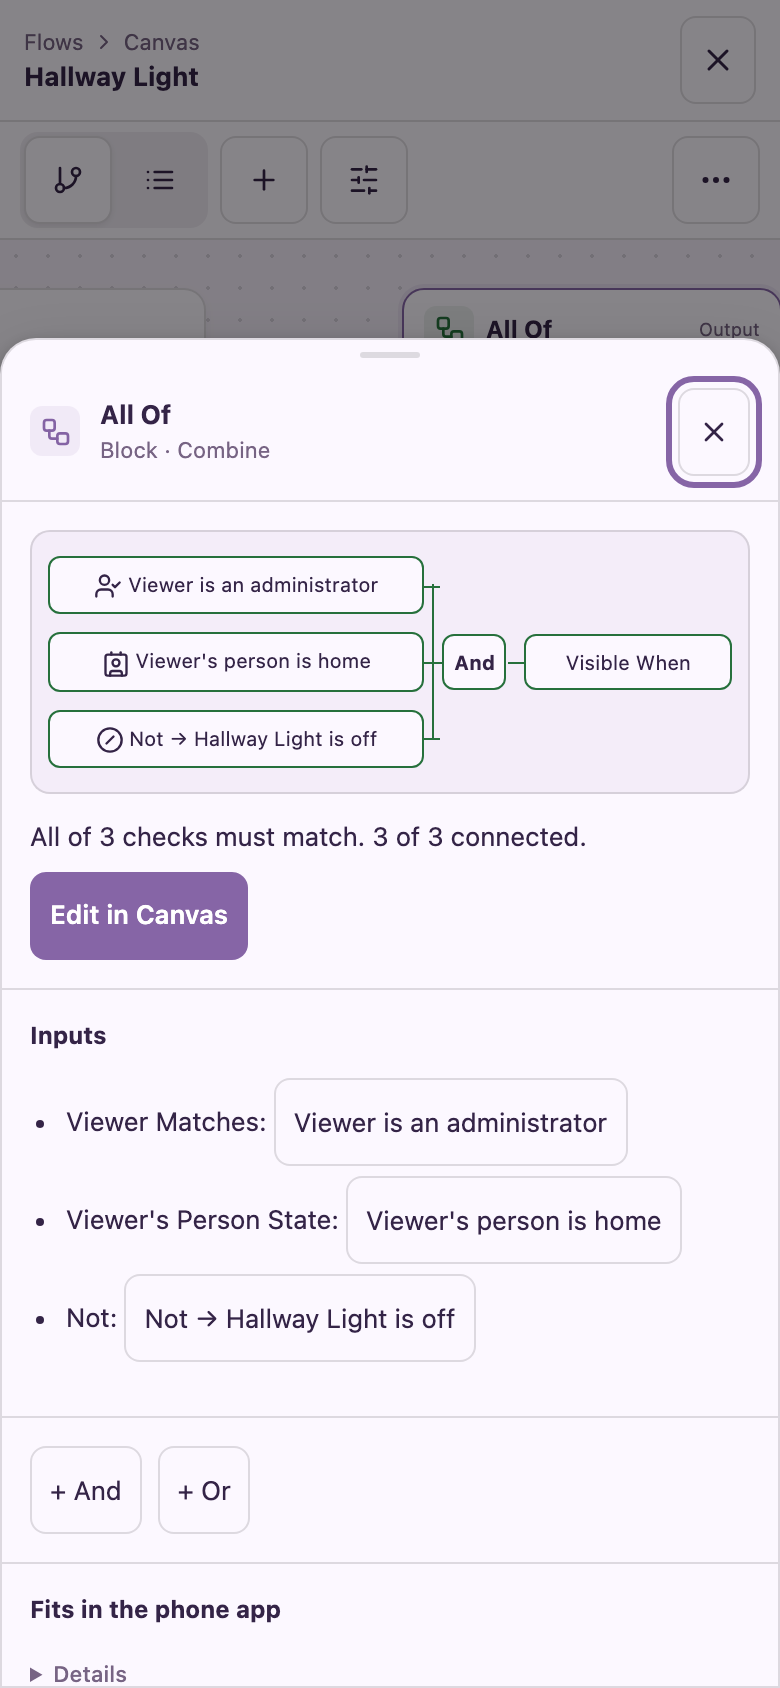 Flows > Canvas
Hallway Light
All Of
Output
All Of
Block · Combine
Viewer is an administrator
Viewer's person is home
Not → Hallway Light is off
And
Visible When
All of 3 checks must match. 3 of 3 connected.
Edit in Canvas
Inputs
• Viewer Matches: Viewer is an administrator
• Viewer's Person State: Viewer's person is home
• Not: Not → Hallway Light is off
+ And
+ Or
Fits in the phone app
Details